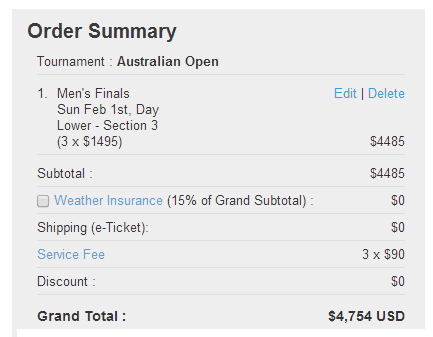 Order Summary
Tournament : Australian Open
1. Men's Finals Edit | Delete
Sun Feb 1st, Day
Lower - Section 3
(3 x $1495) $4485
Subtotal : $4485
Weather Insurance (15% of Grand Subtotal) : $0
Shipping (e-Ticket): $0
Service Fee 3 x $90
Discount : $0
Grand Total : $4,754 USD